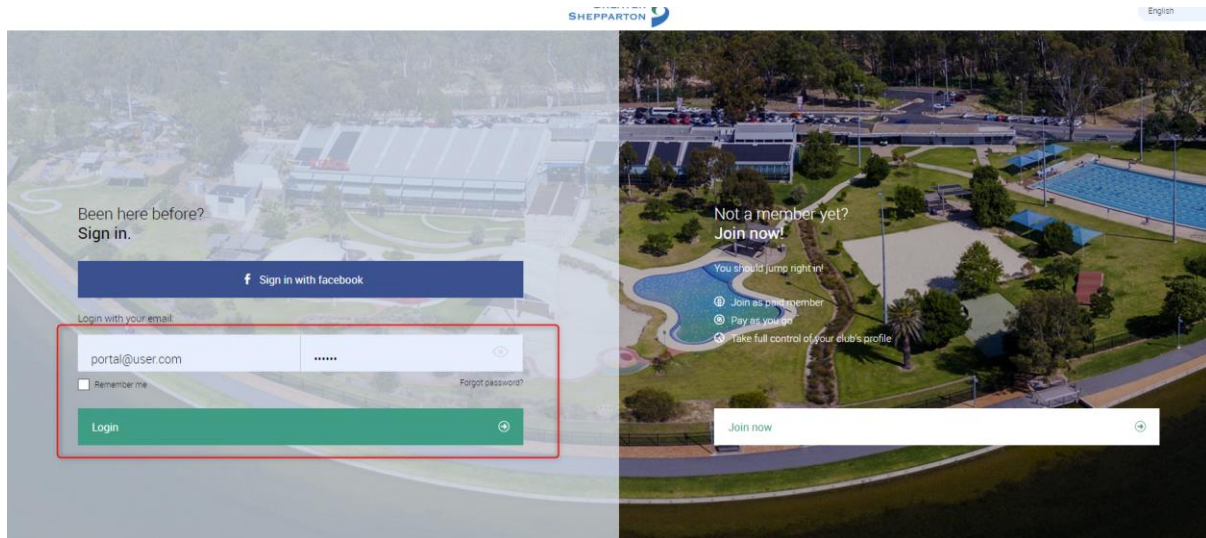 SHEPPARTON
English
Been here before?
Sign in.
f Sign in with facebook
Login with your email:
portal@user.com
••••••
Remember me
Forgot password?
Login
Not a member yet?
Join now!
You should jump right in!
Join as paid member
Pay as you go
Take full control of your club's profile
Join now